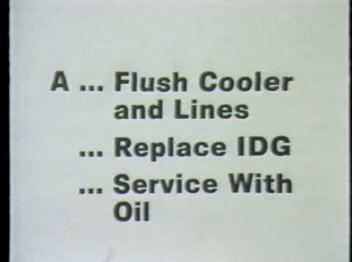 A ... Flush Cooler
and Lines
... Replace IDG
... Service With
Oil